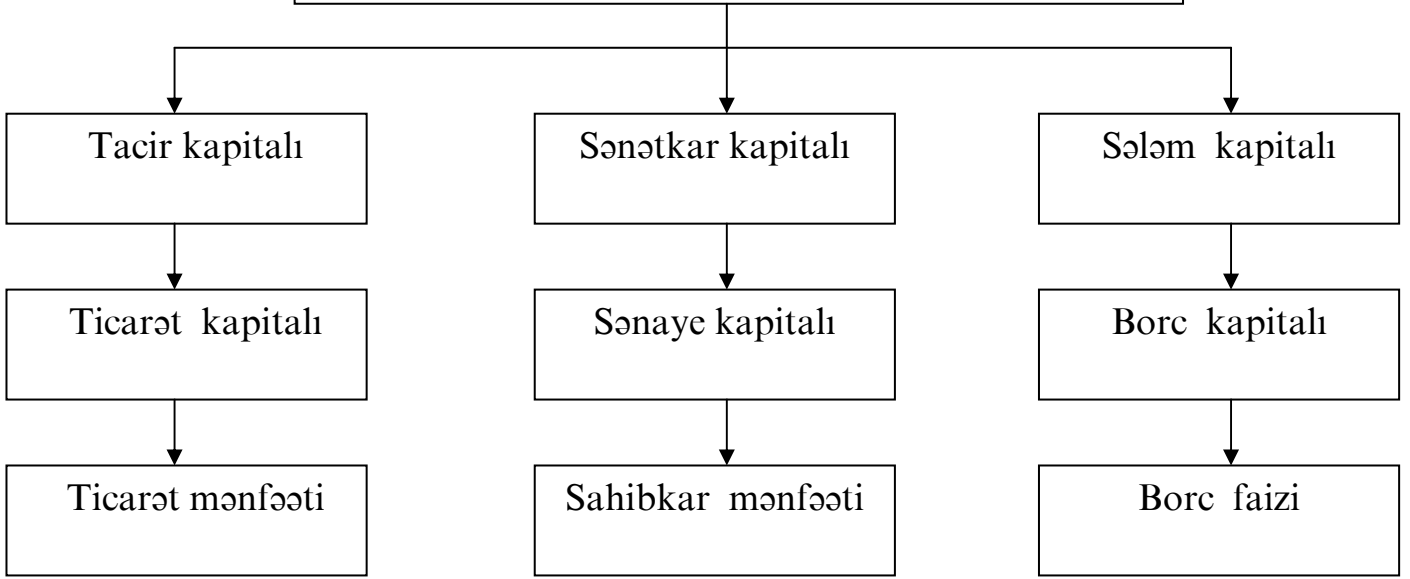 Tacir kapitalı
Sənətkar kapitalı
Sələm kapitalı
Ticarət kapitalı
Sənaye kapitalı
Borc kapitalı
Ticarət mənfəəti
Sahibkar mənfəəti
Borc faizi